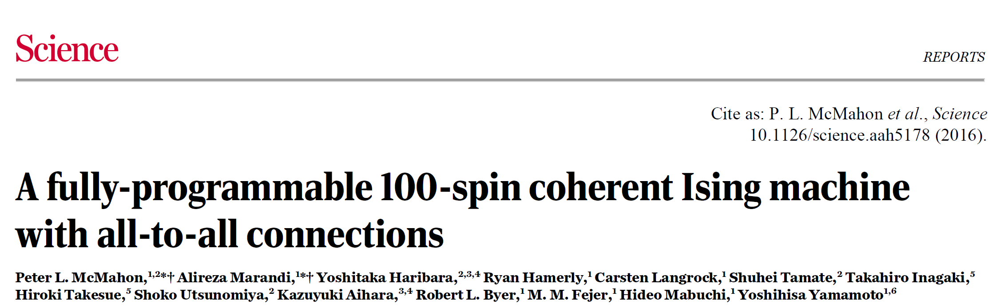 Science
REPORTS
Cite as: P. L. McMahon et al., Science
10.1126/science.aah5178 (2016).
A fully-programmable 100-spin coherent Ising machine
with all-to-all connections
Peter L. McMahon,1,2*† Alireza Marandi,1*† Yoshitaka Haribara,2,3,4 Ryan Hamerly,1 Carsten Langrock,1 Shuhei Tamate,2 Takahiro Inagaki,5
Hiroki Takesue,5 Shoko Utsunomiya,2 Kazuyuki Aihara,3,4 Robert L. Byer,1 M. M. Fejer,1 Hideo Mabuchi,1 Yoshihisa Yamamoto1,6